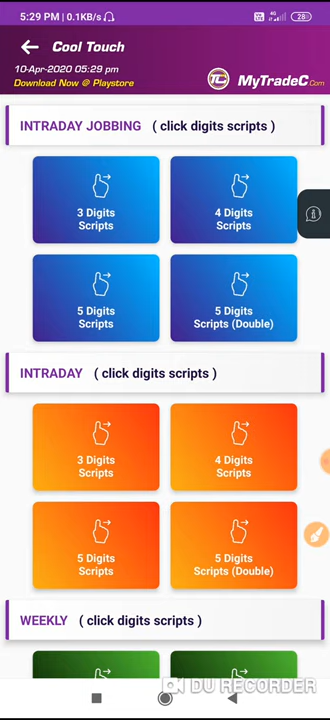 5:29 PM | 0.1KB/s
28
Cool Touch
10-Apr-2020 05:29 pm
Download Now @ Playstore
TC
MyTradeC.Com
INTRADAY JOBBING ( click digits scripts )
3 Digits
Scripts
4 Digits
Scripts
5 Digits
Scripts
5 Digits
Scripts (Double)
INTRADAY ( click digits scripts )
3 Digits
Scripts
4 Digits
Scripts
5 Digits
Scripts
5 Digits
Scripts (Double)
WEEKLY ( click digits scripts )
DU RECORDER